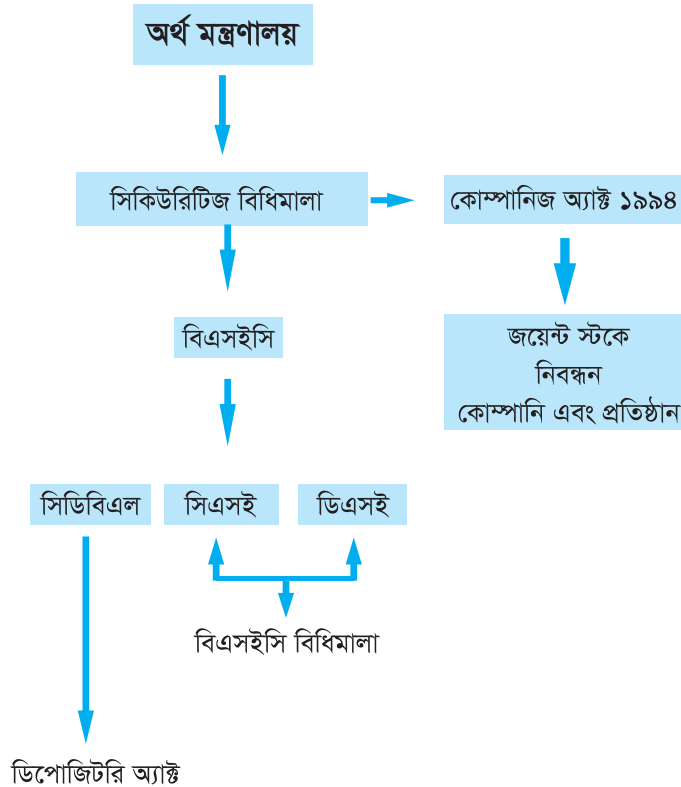 অর্থ মন্ত্রণালয়
সিকিউরিটিজ বিধিমালা
কোম্পানিজ অ্যাক্ট ১৯৯৪
বিএসইসি
জয়েন্ট স্টকে
নিবন্ধন
কোম্পানি এবং প্রতিষ্ঠান
সিডিবিএল
সিএসই
ডিএসই
বিএসইসি বিধিমালা
ডিপোজিটরি অ্যাক্ট